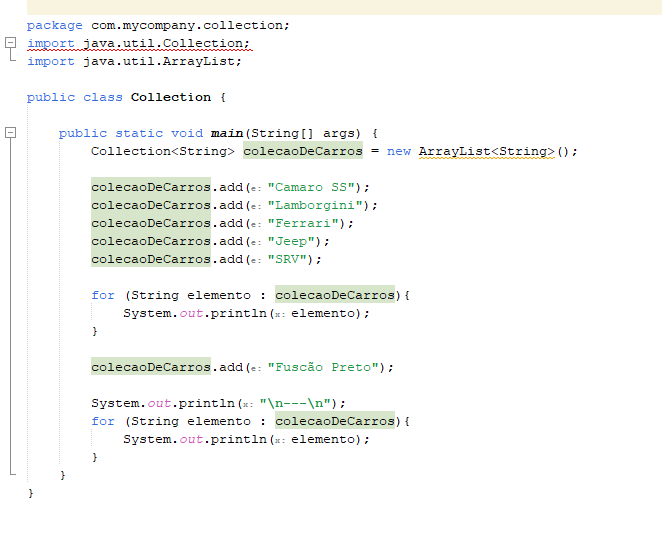 package com.mycompany.collection;
import java.util.Collection;
import java.util.ArrayList;
public class Collection {
public static void main(String[] args) {
Collection<String> colecaoDeCarros = new ArrayList<String>();
colecaoDeCarros.add(e: "Camaro SS");
colecaoDeCarros.add(e: "Lamborgini");
colecaoDeCarros.add(e: "Ferrari");
colecaoDeCarros.add(e: "Jeep");
colecaoDeCarros.add(e: "SRV");
for (String elemento : colecaoDeCarros){
System.out.println(x: elemento);
}
colecaoDeCarros.add(e: "Fuscão Preto");
System.out.println(x: "\n---\n");
for (String elemento : colecaoDeCarros){
System.out.println(x: elemento);
}
}
}